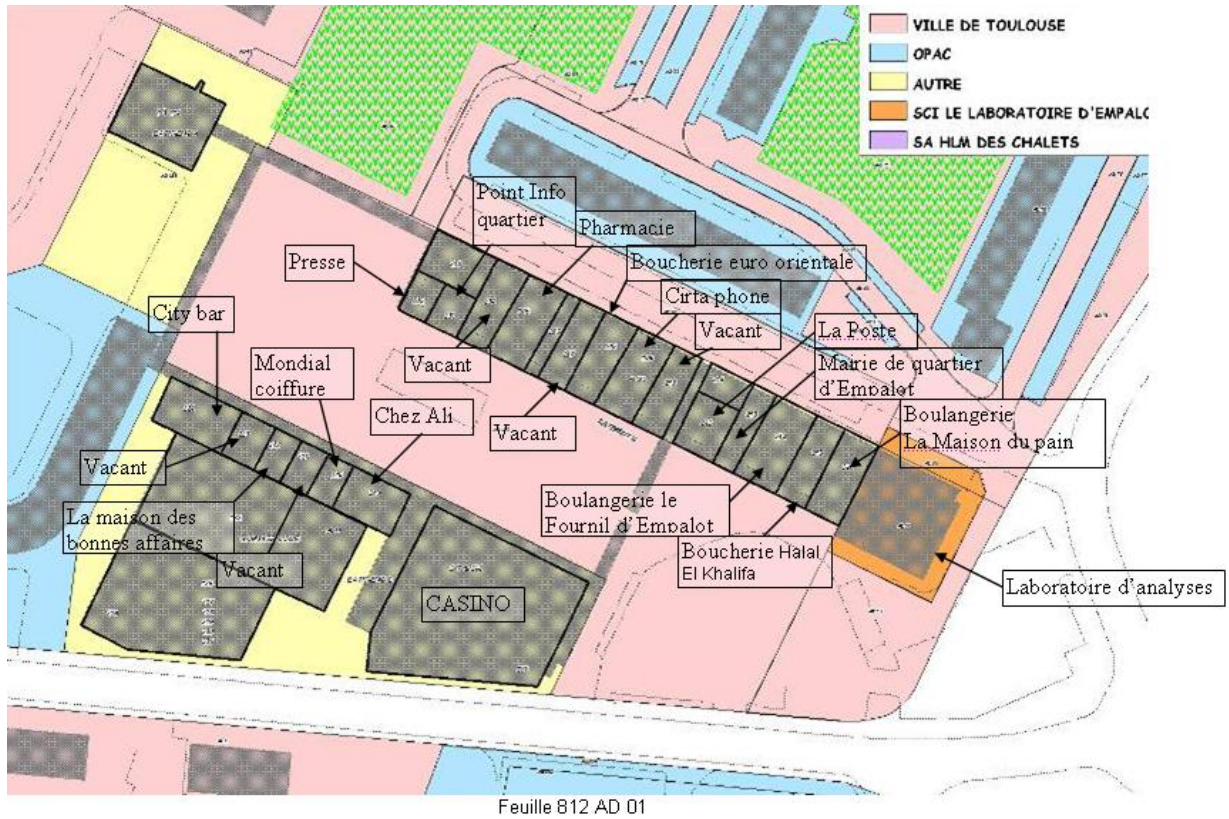 VILLE DE TOULOUSE
OPAC
AUTRE
SCI LE LABORATOIRE D'EMPALO
SA HLM DES CHALETS
Point Info
quartier
Pharmacie
Presse
Boucherie euro orientale
Cirta phone
City bar
Vacant
La Poste
Mondial
coiffure
Vacant
Mairie de quartier
d'Empalot
Chez Ali
Vacant
Boulangerie
La Maison du pain
Vacant
La maison des
bonnes affaires
Boulangerie le
Fournil d'Empalot
Vacant
Boucherie Halal
El Khalifa
CASINO
Laboratoire d'analyses
Feuille 812 AD 01